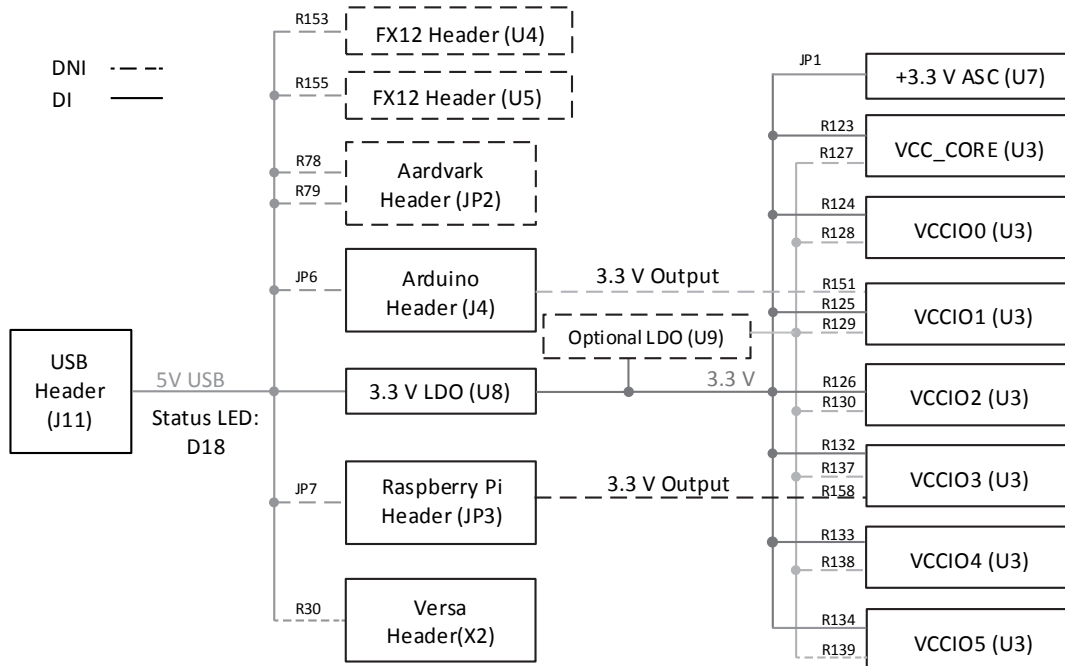 DNI
DI
R153
FX12 Header (U4)
R155
FX12 Header (U5)
R78
R79
Aardvark
Header (JP2)
JP6
Arduino
Header (J4)
3.3 V Output
Optional LDO (U9)
USB
Header
(J11)
5V USB
Status LED:
D18
3.3 V LDO (U8)
3.3 V
JP7
Raspberry Pi
Header (JP3)
3.3 V Output
R30
Versa
Header(X2)
JP1
+3.3 V ASC (U7)
R123
R127
VCC_CORE (U3)
R124
R128
VCCIO0 (U3)
R151
R125
R129
VCCIO1 (U3)
R126
R130
VCCIO2 (U3)
R132
R137
R158
VCCIO3 (U3)
R133
R138
VCCIO4 (U3)
R134
R139
VCCIO5 (U3)